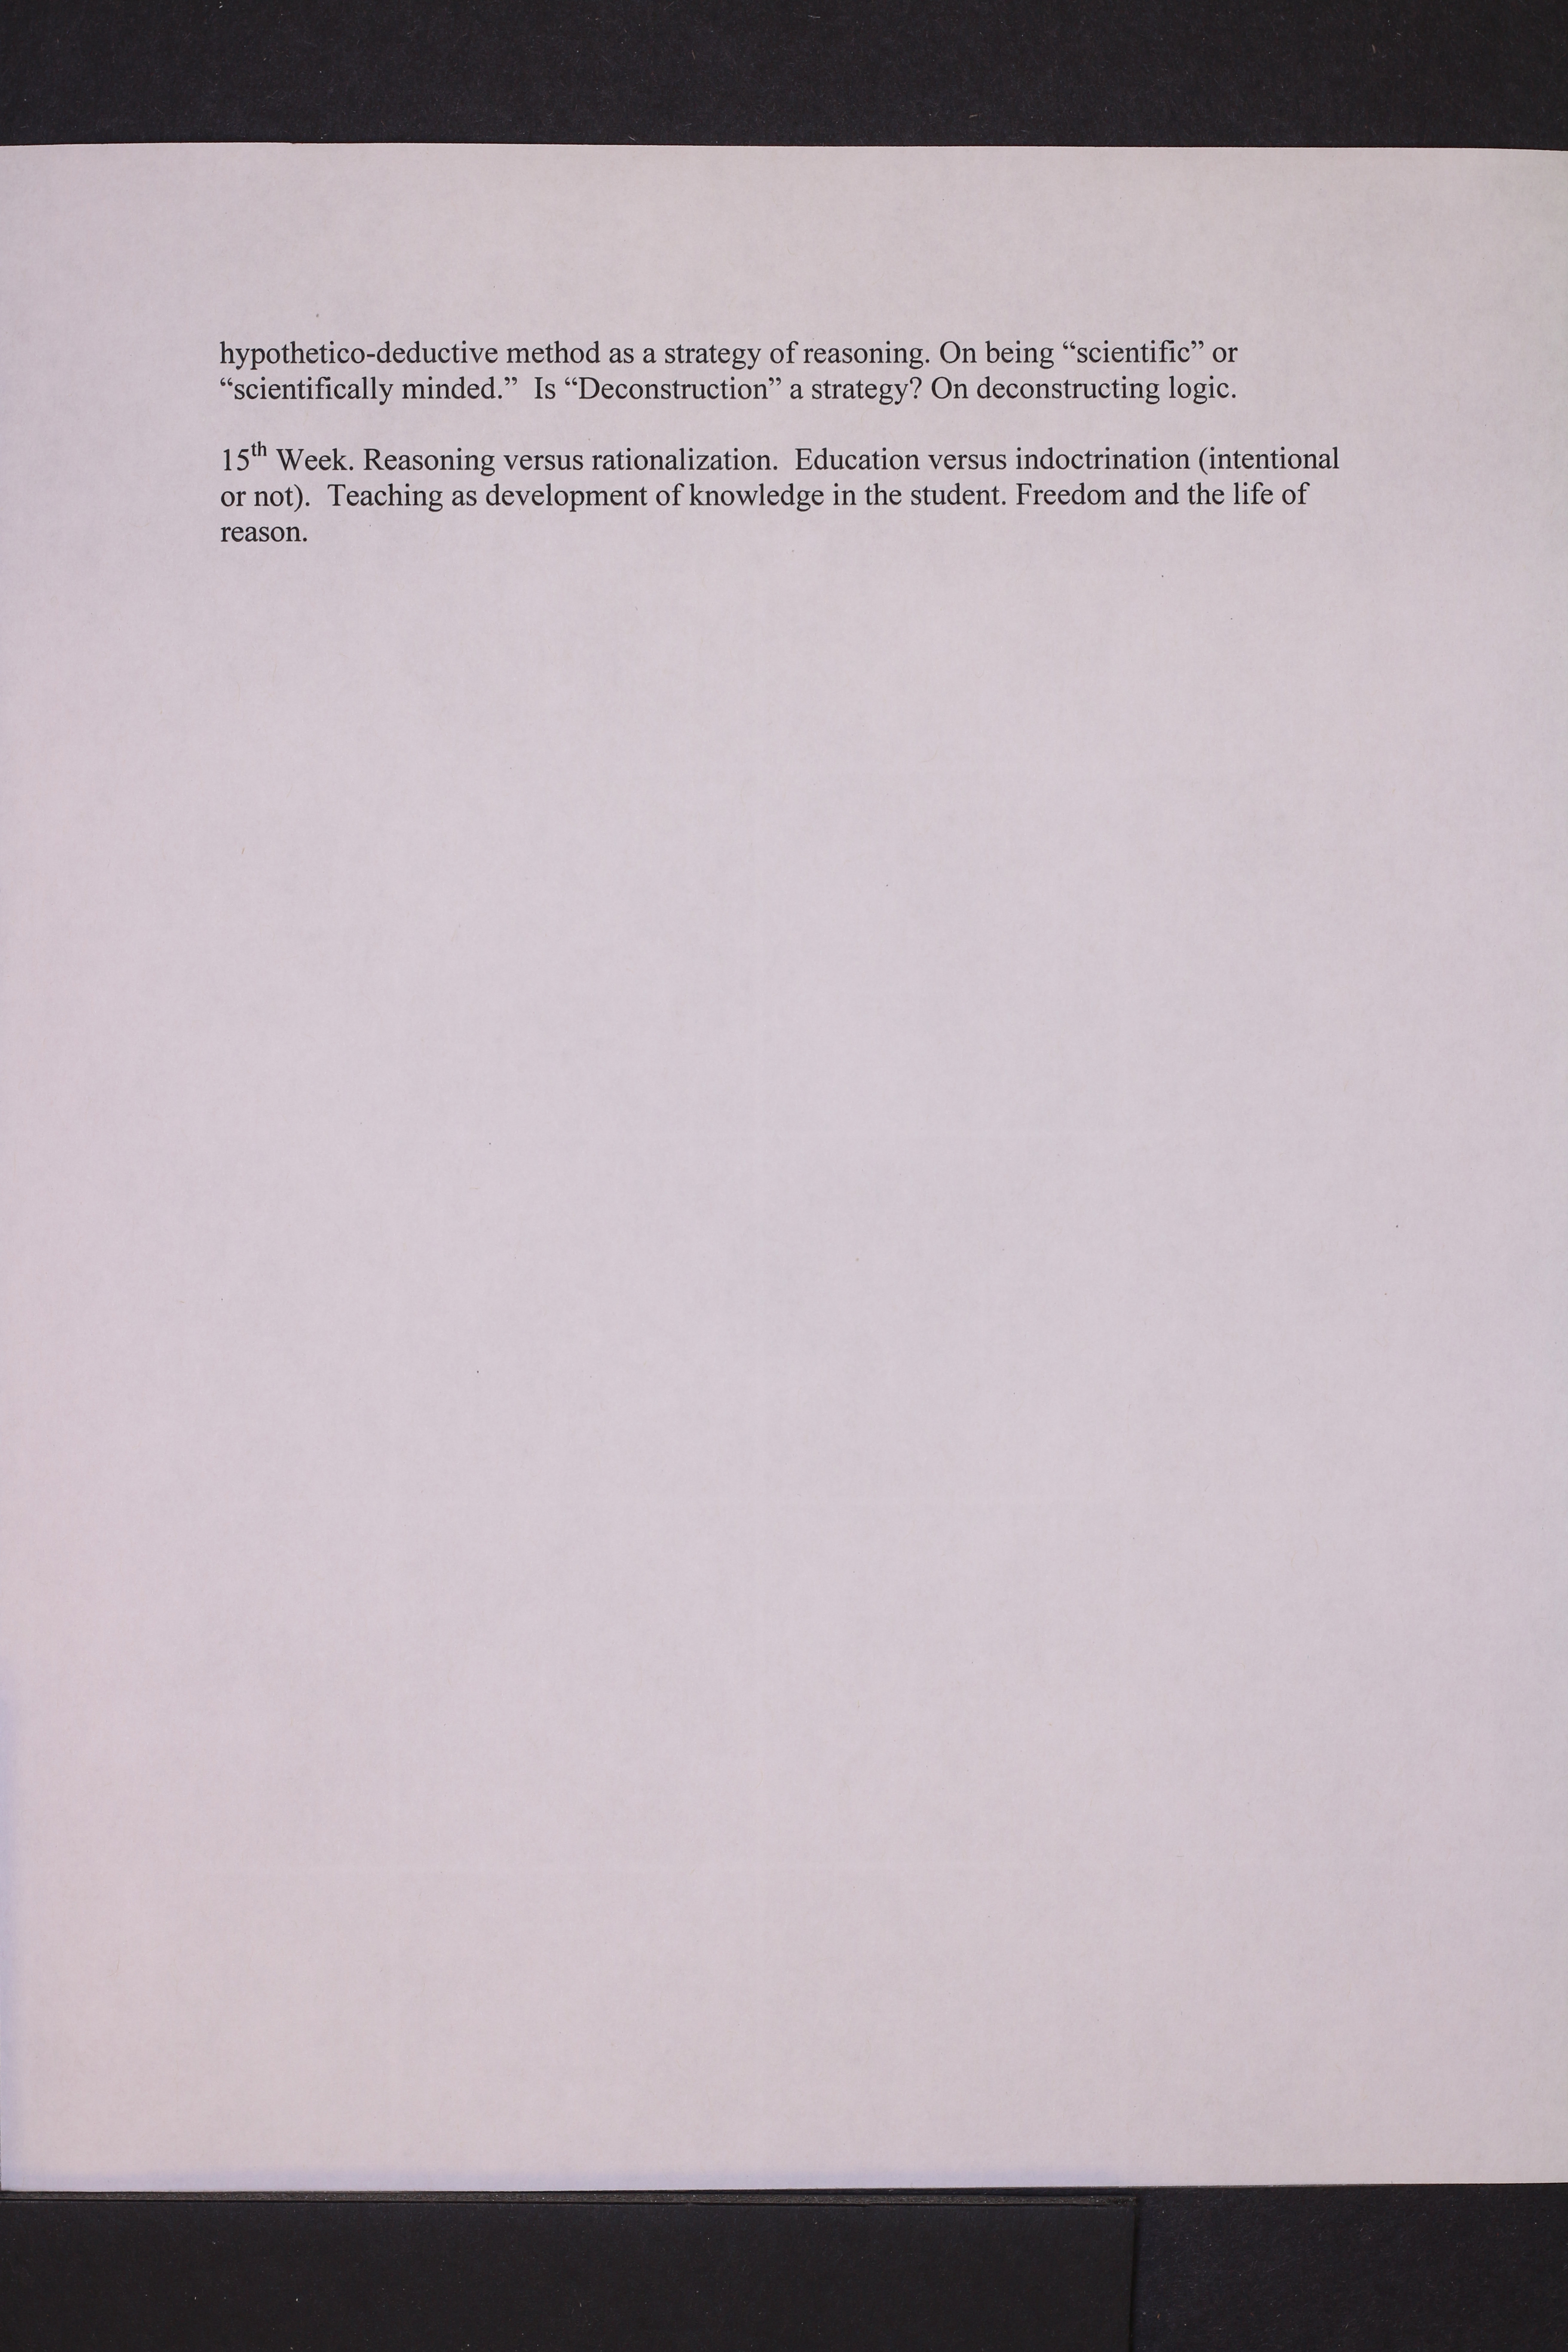 hypothetico-deductive method as a strategy of reasoning. On being “scientific” or
“scientifically minded.”  Is “Deconstruction” a strategy? On deconstructing logic.
15th Week. Reasoning versus rationalization.  Education versus indoctrination (intentional
or not).  Teaching as development of knowledge in the student. Freedom and the life of
reason.